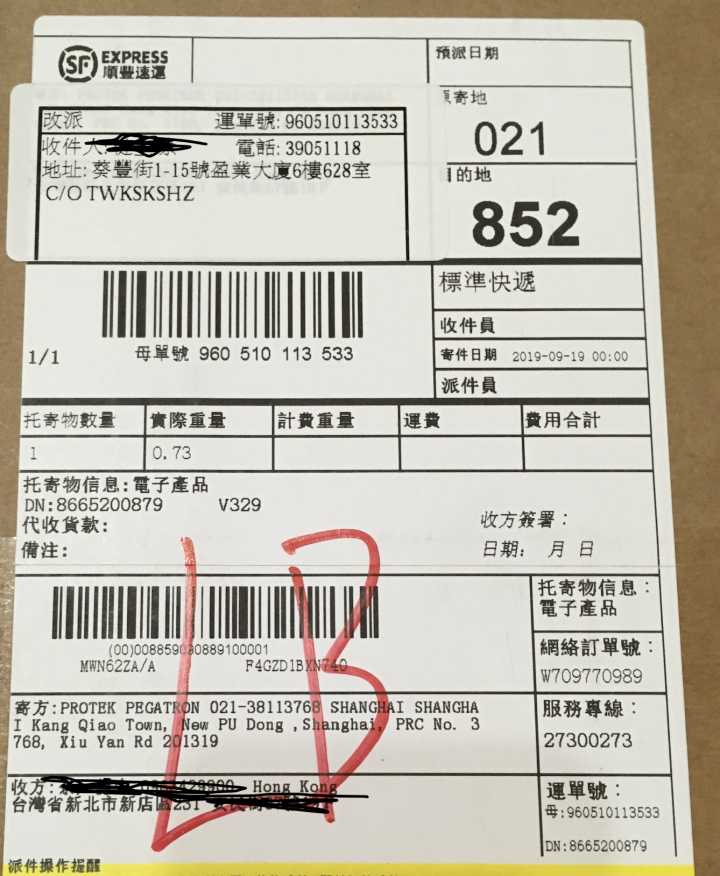 SF EXPRESS
順豐速運
預派日期
原寄地
021
目的地
852
改派 運單號: 960510113533
收件 電話: 39051118
地址: 葵豐街1-15號盈業大廈6樓628室
C/O TWKSKSHZ
標準快遞
收件員
寄件日期 2019-09-19 00:00
派件員
1/1
母單號 960 510 113 533
托寄物數量 實際重量 計費重量 運費 費用合計
1 0.73
托寄物信息:電子產品
DN:8665200879 V329
代收貨款:
備注:
收方簽署:
日期: 月 日
LB
托寄物信息:
電子產品
MWN62ZA/A F4GZD1BXN740
網絡訂單號:
W709770989
寄方:PROTEK PEGATRON 021-38113768 SHANGHAI SHANGHA
I Kang Qiao Town, New PU Dong ,Shanghai, PRC No. 3
768, Xiu Yan Rd 201319
服務專線:
27300273
收方: Hong Kong
台灣省新北市新店區231
運單號:
母:960510113533
DN:8665200879
派件操作提醒